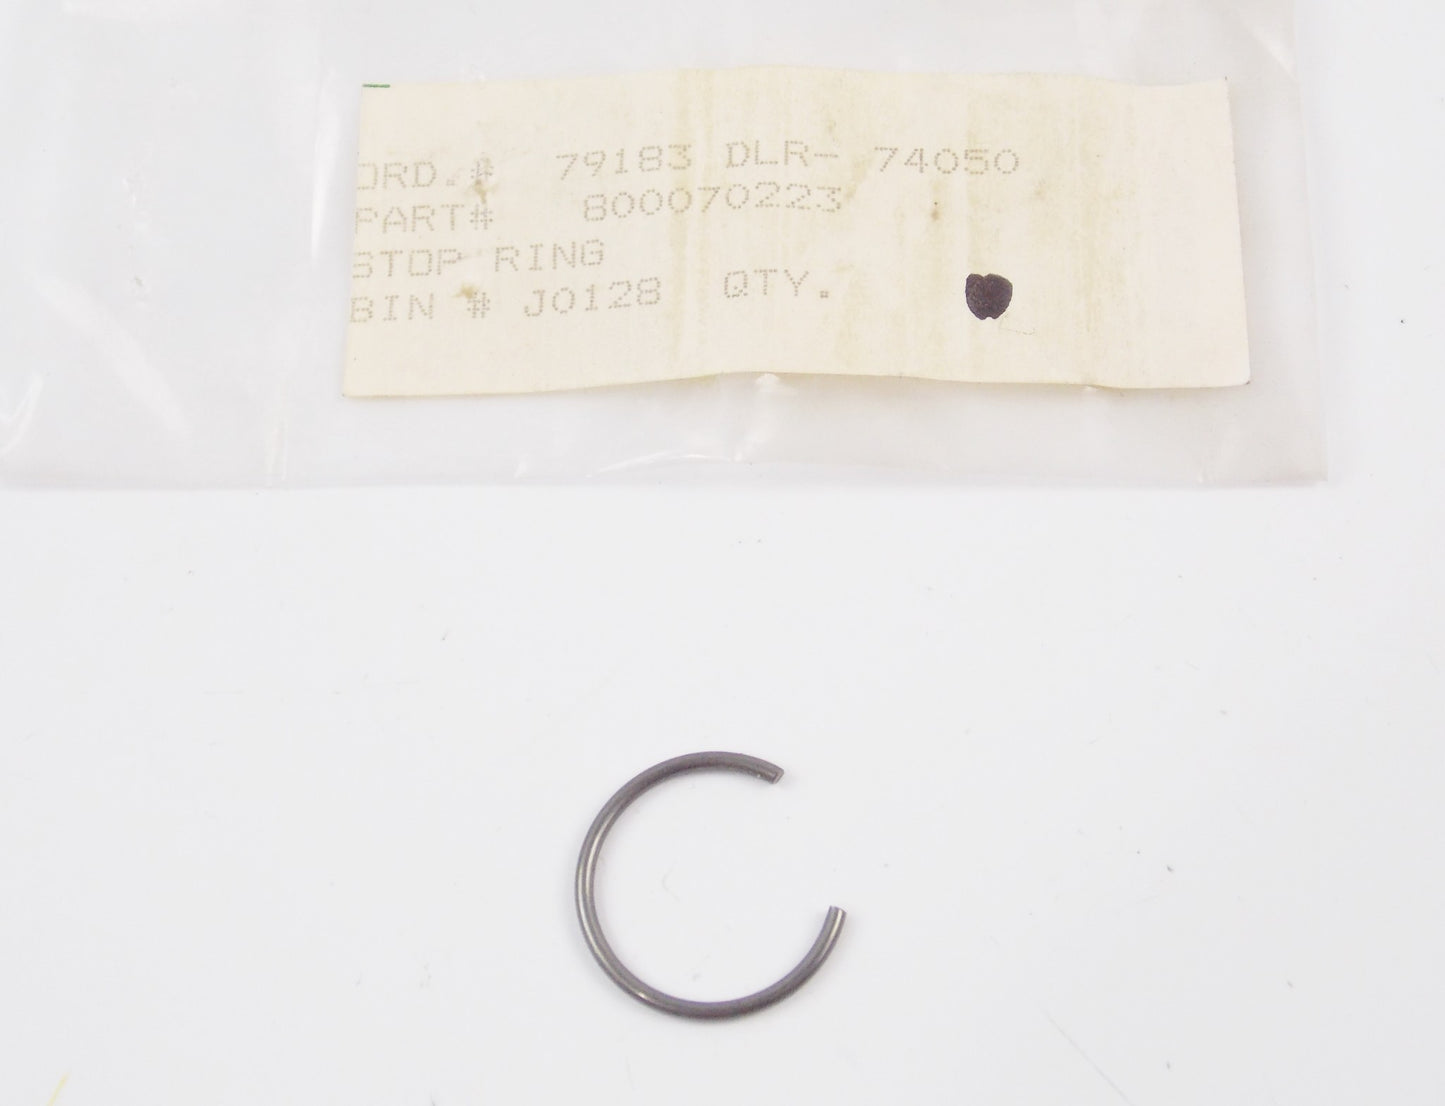 ORD.# 79183 DLR- 74050
PART# 800070223
STOP RING
BIN # J0128 QTY.